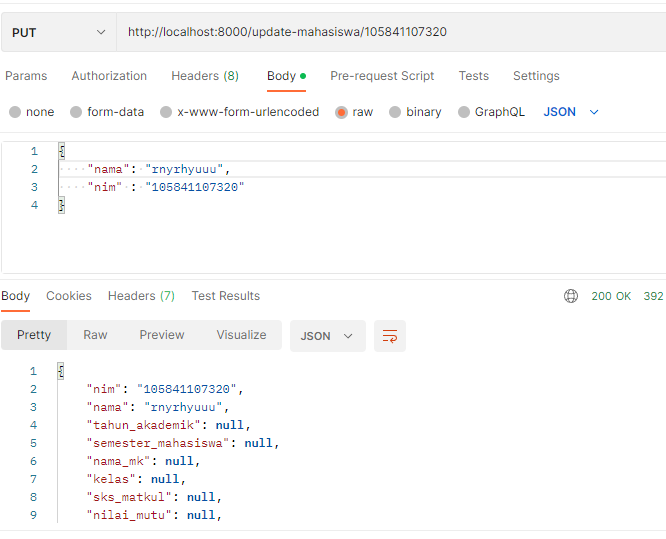 PUT http://localhost:8000/update-mahasiswa/105841107320
Params Authorization Headers (8) Body Pre-request Script Tests Settings
none form-data x-www-form-urlencoded raw binary GraphQL JSON
1 {
2 "nama": "rnyrhyuuu",
3 "nim" : "105841107320"
4 }
Body Cookies Headers (7) Test Results 200 OK 392
Pretty Raw Preview Visualize JSON
1 {
2 "nim": "105841107320",
3 "nama": "rnyrhyuuu",
4 "tahun_akademik": null,
5 "semester_mahasiswa": null,
6 "nama_mk": null,
7 "kelas": null,
8 "sks_matkul": null,
9 "nilai_mutu": null,